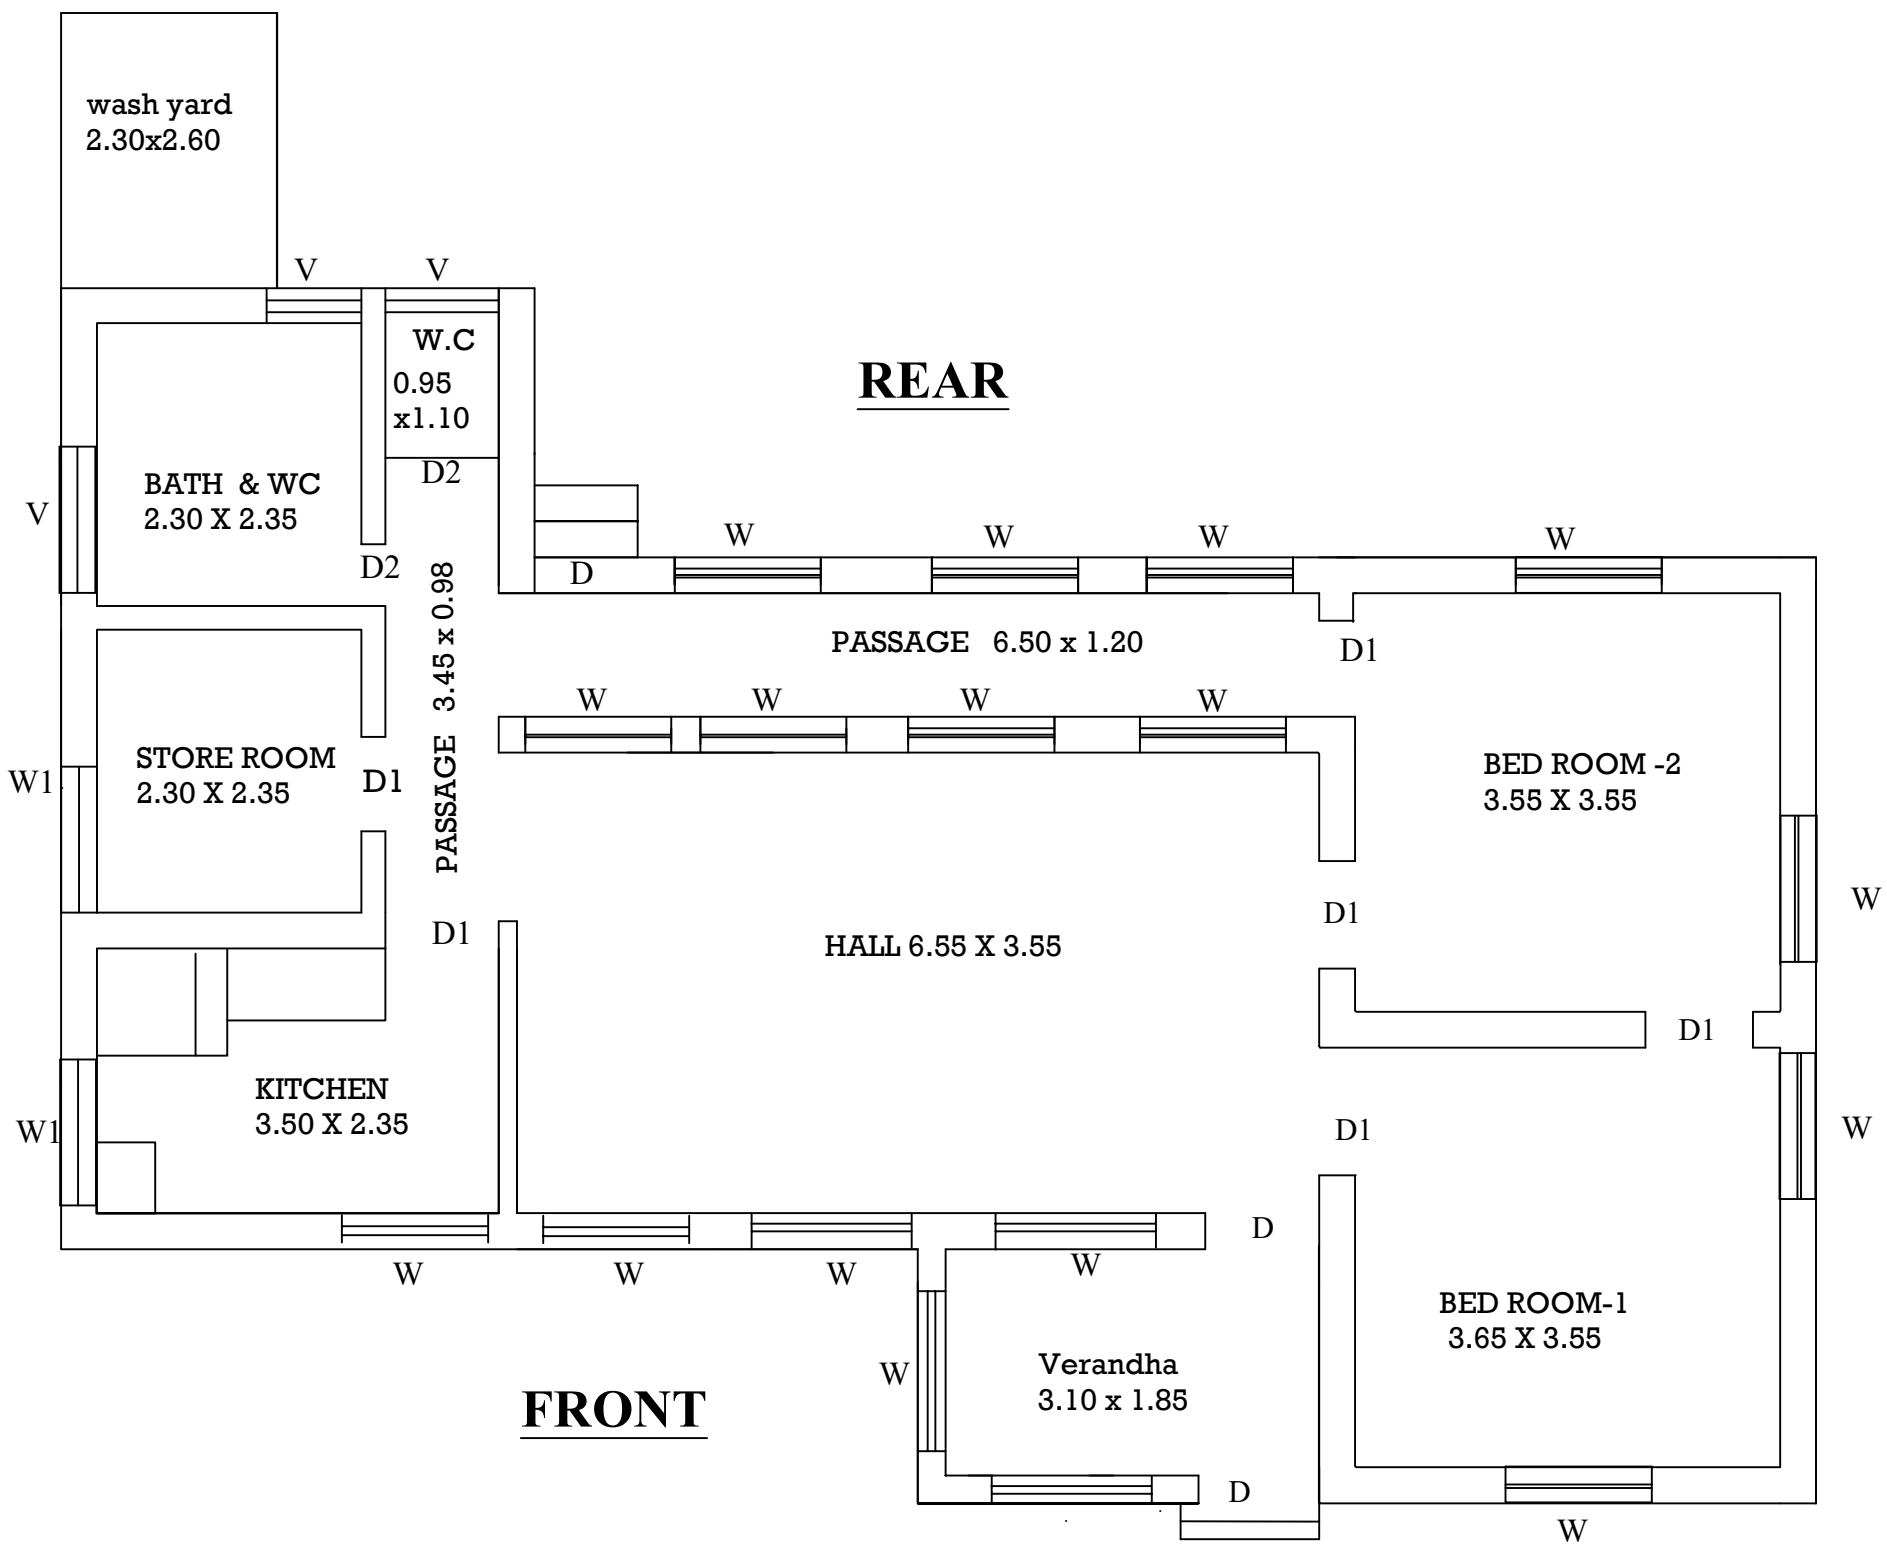 wash yard
2.30x2.60
V
V
W.C
0.95
x1.10
REAR
D2
BATH & WC
2.30 X 2.35
V
D2
W
W
W
W
D
PASSAGE 3.45 x 0.98
PASSAGE 6.50 x 1.20
D1
W
W
W
W
STORE ROOM
2.30 X 2.35
W1
D1
BED ROOM -2
3.55 X 3.55
W
D1
D1
HALL 6.55 X 3.55
D1
KITCHEN
3.50 X 2.35
W1
D1
W
D
W
W
W
W
BED ROOM-1
3.65 X 3.55
Verandha
3.10 x 1.85
W
FRONT
D
W